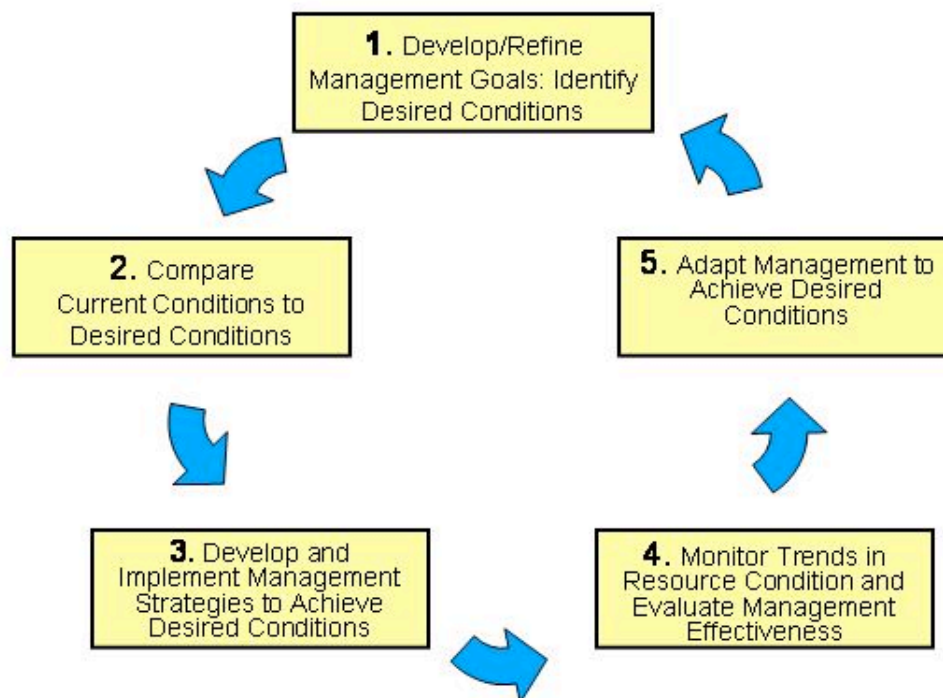 1. Develop/Refine
Management Goals: Identify
Desired Conditions
2. Compare
Current Conditions to
Desired Conditions
3. Develop and
Implement Management
Strategies to Achieve
Desired Conditions
4. Monitor Trends in
Resource Condition and
Evaluate Management
Effectiveness
5. Adapt Management to
Achieve Desired
Conditions